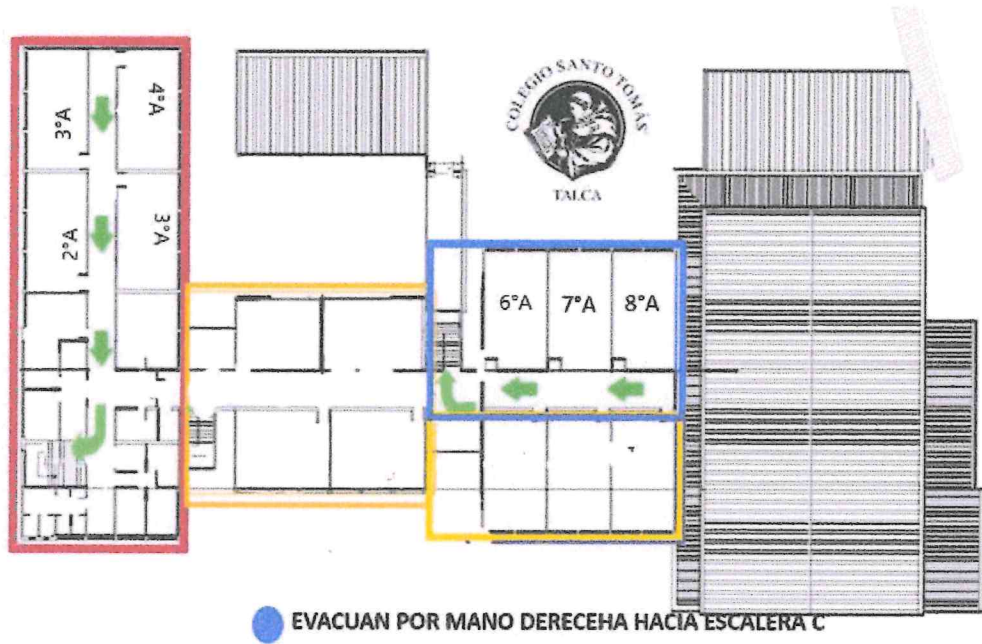 COLEGIO SANTO TOMÁS
TALCA
3°A
4°A
2°A
3°A
6°A
7°A
8°A
EVACUAN POR MANO DERECEHA HACIA ESCALERA C